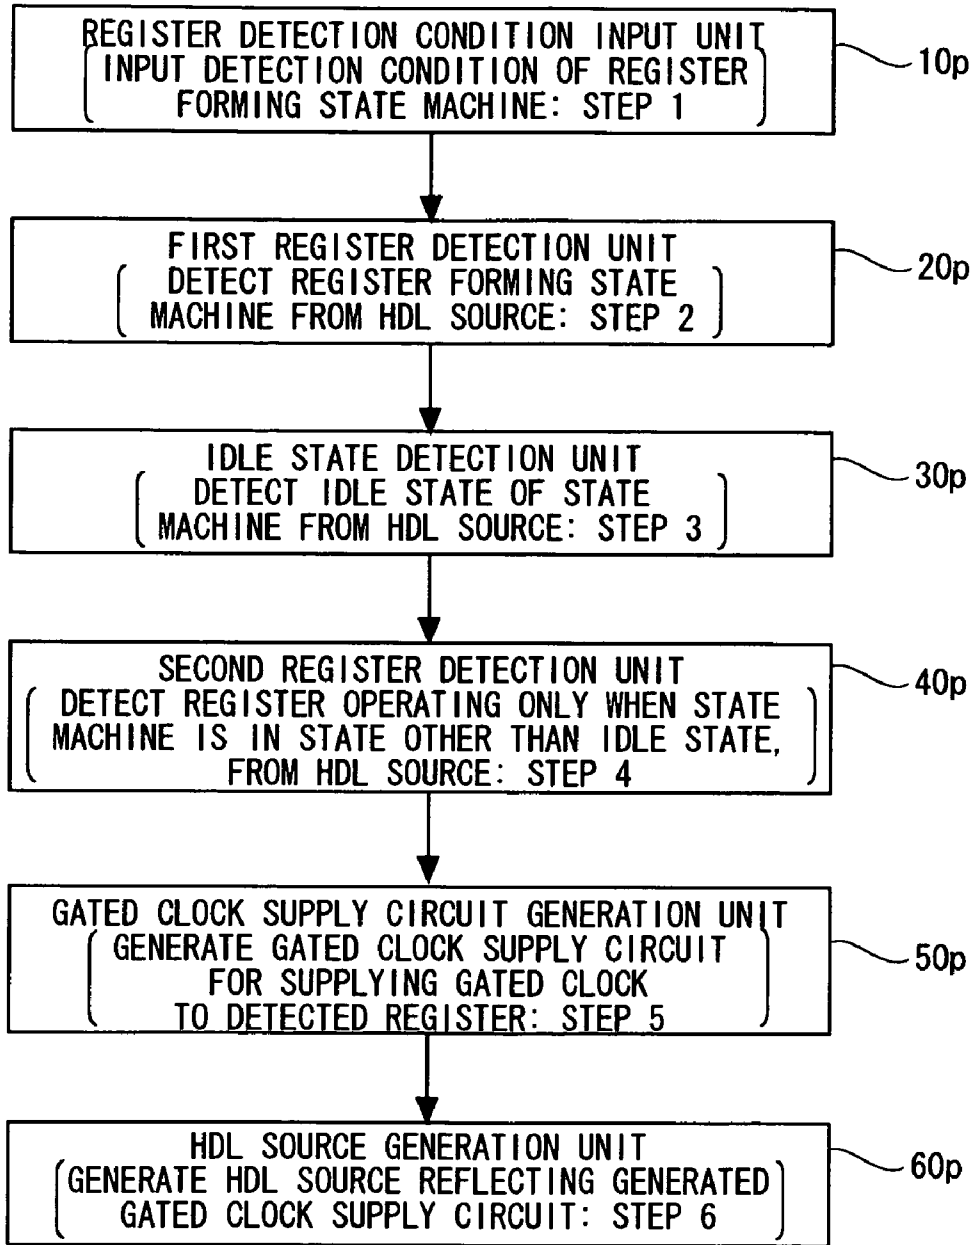 REGISTER DETECTION CONDITION INPUT UNIT
INPUT DETECTION CONDITION OF REGISTER
FORMING STATE MACHINE: STEP 1
10p
FIRST REGISTER DETECTION UNIT
DETECT REGISTER FORMING STATE
MACHINE FROM HDL SOURCE: STEP 2
20p
IDLE STATE DETECTION UNIT
DETECT IDLE STATE OF STATE
MACHINE FROM HDL SOURCE: STEP 3
30p
SECOND REGISTER DETECTION UNIT
DETECT REGISTER OPERATING ONLY WHEN STATE
MACHINE IS IN STATE OTHER THAN IDLE STATE,
FROM HDL SOURCE: STEP 4
40p
GATED CLOCK SUPPLY CIRCUIT GENERATION UNIT
GENERATE GATED CLOCK SUPPLY CIRCUIT
FOR SUPPLYING GATED CLOCK
TO DETECTED REGISTER: STEP 5
50p
HDL SOURCE GENERATION UNIT
GENERATE HDL SOURCE REFLECTING GENERATED
GATED CLOCK SUPPLY CIRCUIT: STEP 6
60p